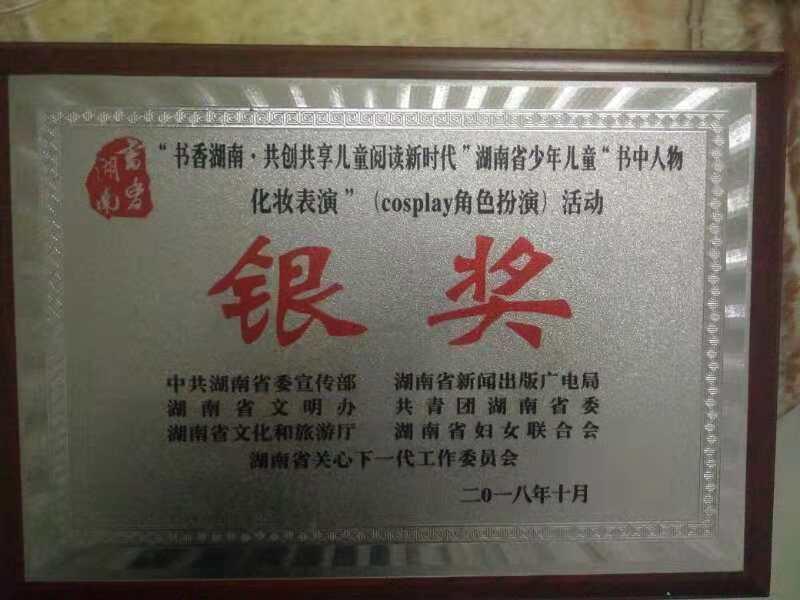 书香湖南
“书香湖南·共创共享儿童阅读新时代”湖南省少年儿童“书中人物
化妆表演”(cosplay角色扮演)活动
银奖
中共湖南省委宣传部 湖南省新闻出版广电局
湖南省文明办 共青团湖南省委
湖南省文化和旅游厅 湖南省妇女联合会
湖南省关心下一代工作委员会
二〇一八年十月